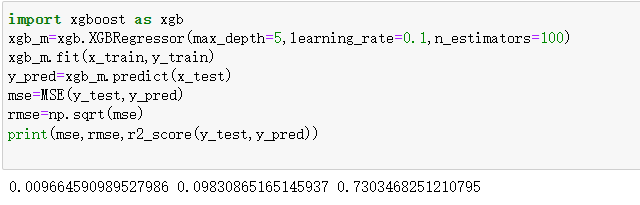 import xgboost as xgb
xgb_m=xgb.XGBRegressor(max_depth=5,learning_rate=0.1,n_estimators=100)
xgb_m.fit(x_train,y_train)
y_pred=xgb_m.predict(x_test)
mse=MSE(y_test,y_pred)
rmse=np.sqrt(mse)
print(mse,rmse,r2_score(y_test,y_pred))
0.009664590989527986 0.09830865165145937 0.7303468251210795